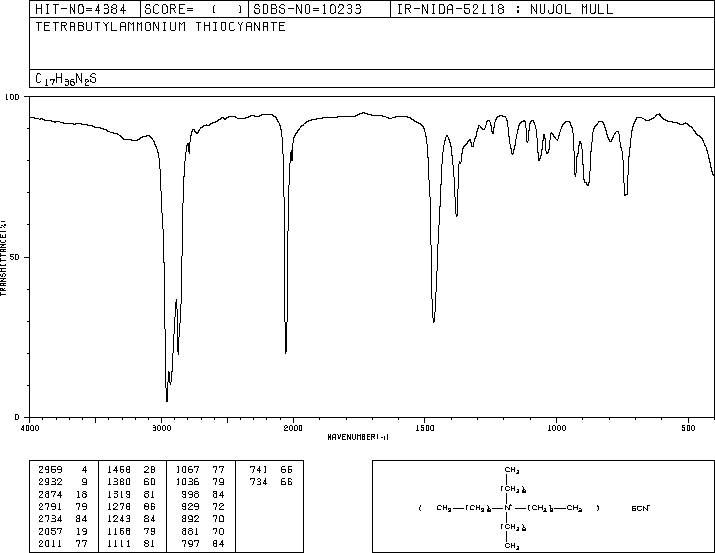 HIT-NO=4384 SCORE= ( ) SDBS-NO=10233 IR-NIDA-52118 : NUJOL MULL
TETRABUTYLAMMONIUM THIOCYANATE
C17H36N2S
100
50
0
TRANSMITTANCE(%)
4000 3000 2000 1500 1000 500
WAVENUMBER(-1)
2969 4 1468 28 1067 77 741 66
2932 9 1380 60 1036 79 734 66
2874 18 1319 81 998 84
2791 79 1278 86 929 72
2734 84 1243 84 892 70
2057 19 1168 79 881 70
2011 77 1111 81 797 84
CH3
(CH2)3
( CH3 (CH2)3 N+ (CH2)3 CH3 ) SCN-
(CH2)3
CH3